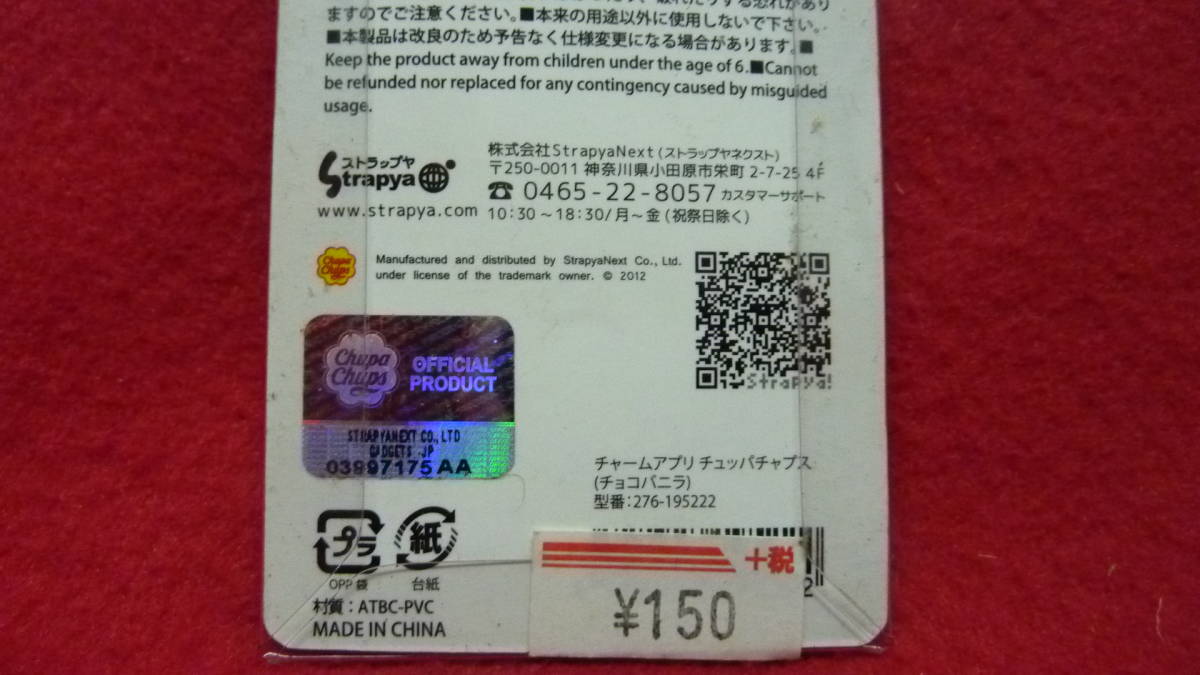 ますのでご注意ください。■本来の用途以外に使用しないで下さい。
■本製品は改良のため予告なく仕様変更になる場合があります。■
Keep the product away from children under the age of 6.■Cannot
be refunded nor replaced for any contingency caused by misguided
usage.
ストラップヤ
Strapya
www.strapya.com
株式会社StrapyaNext(ストラップヤネクスト)
〒250-0011 神奈川県小田原市栄町 2-7-25 4F
☎ 0465-22-8057 カスタマーサポート
10:30～18:30/月～金(祝祭日除く)
Chupa
Chups
Manufactured and distributed by StrapyaNext Co., Ltd.
under license of the trademark owner. © 2012
Strapya!
Chupa
Chups
OFFICIAL
PRODUCT
STRAPYANEXT CO., LTD
GADGETS JP
03997175 AA
チャームアプリ チュッパチャプス
(チョコバニラ)
型番:276-195222
プラ
紙
OPP 袋
台紙
材質:ATBC-PVC
MADE IN CHINA
+税
¥150
2